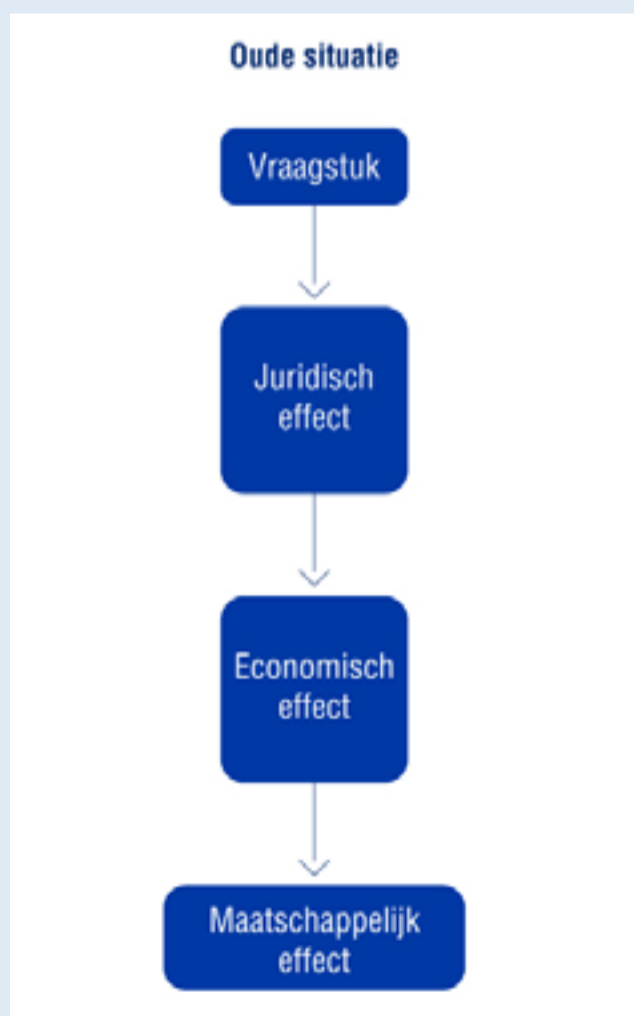 Oude situatie
Vraagstuk
Juridisch
effect
Economisch
effect
Maatschappelijk
effect